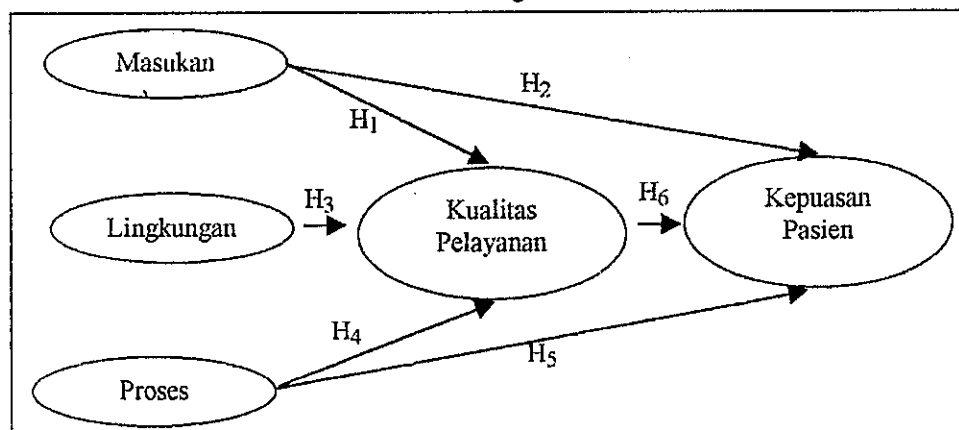 Masukan
H2
H1
H3
H6
Lingkungan
Kualitas
Pelayanan
Kepuasan
Pasien
H4
H5
Proses